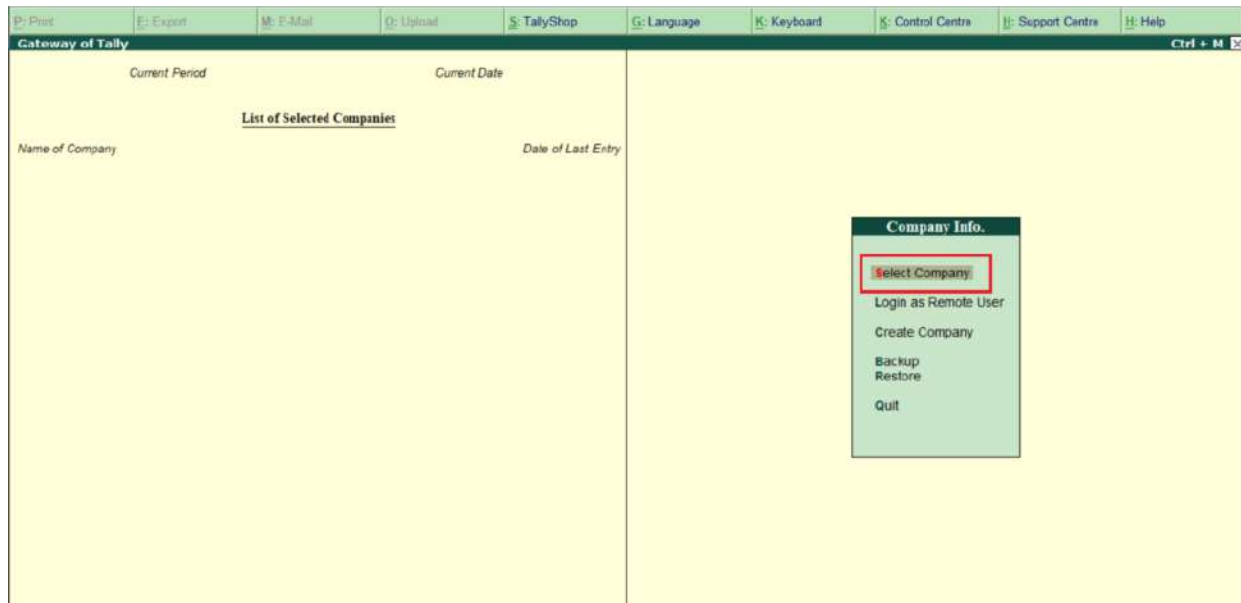 P: Print E: Export M: E-Mail O: Upload S: TallyShop G: Language K: Keyboard K: Control Centre H: Support Centre H: Help
Gateway of Tally Ctrl + M
Current Period Current Date
List of Selected Companies
Name of Company Date of Last Entry
Company Info.
Select Company
Login as Remote User
Create Company
Backup
Restore
Quit